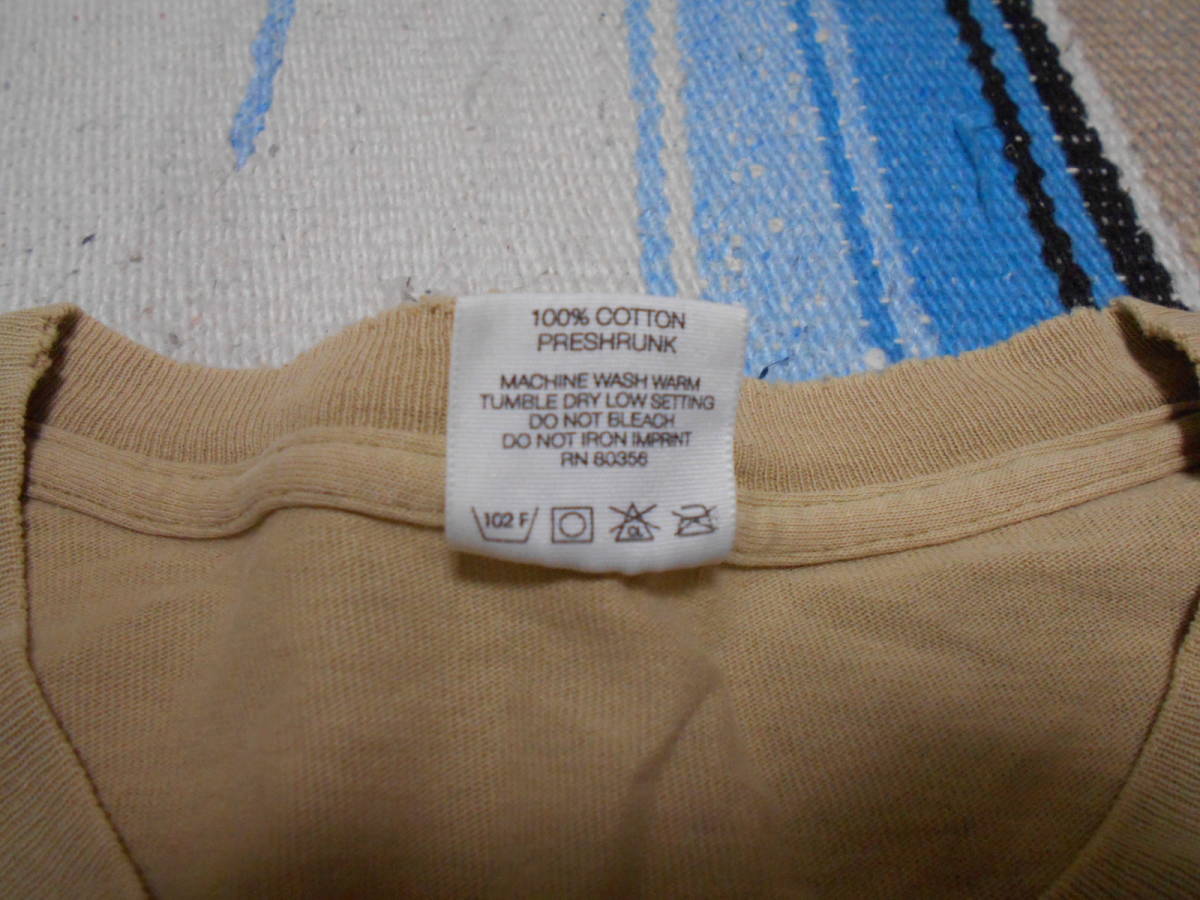 100% COTTON
PRESHRUNK
MACHINE WASH WARM
TUMBLE DRY LOW SETTING
DO NOT BLEACH
DO NOT IRON IMPRINT
RN 80356
102 F CL